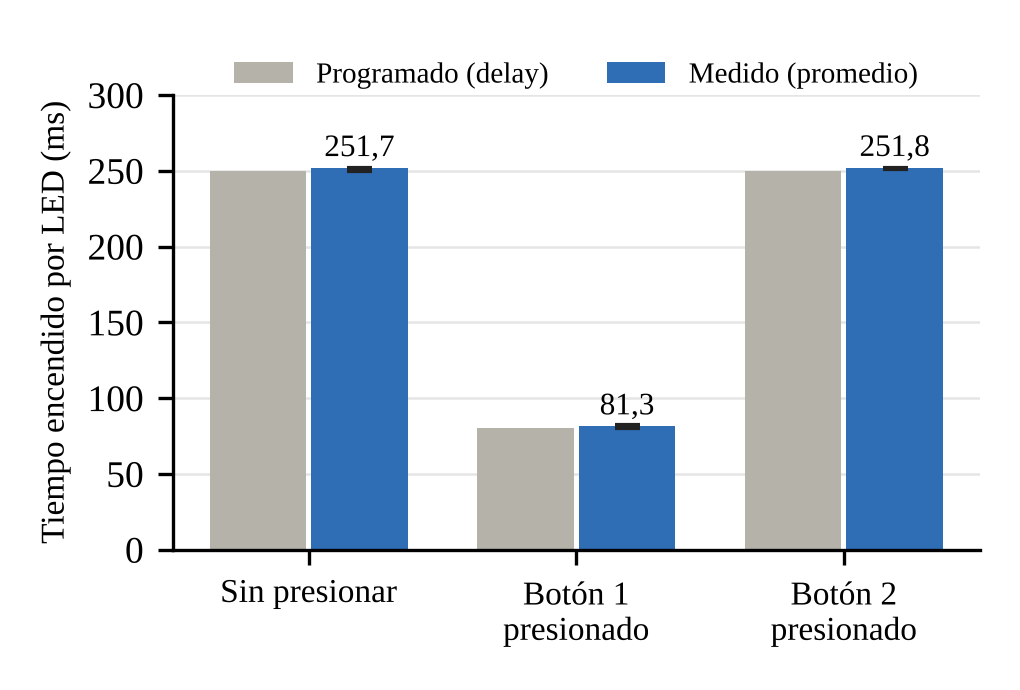 Programado (delay)
Medido (promedio)
Tiempo encendido por LED (ms)
300
250
200
150
100
50
0
251,7
81,3
251,8
Sin presionar
Botón 1
presionado
Botón 2
presionado